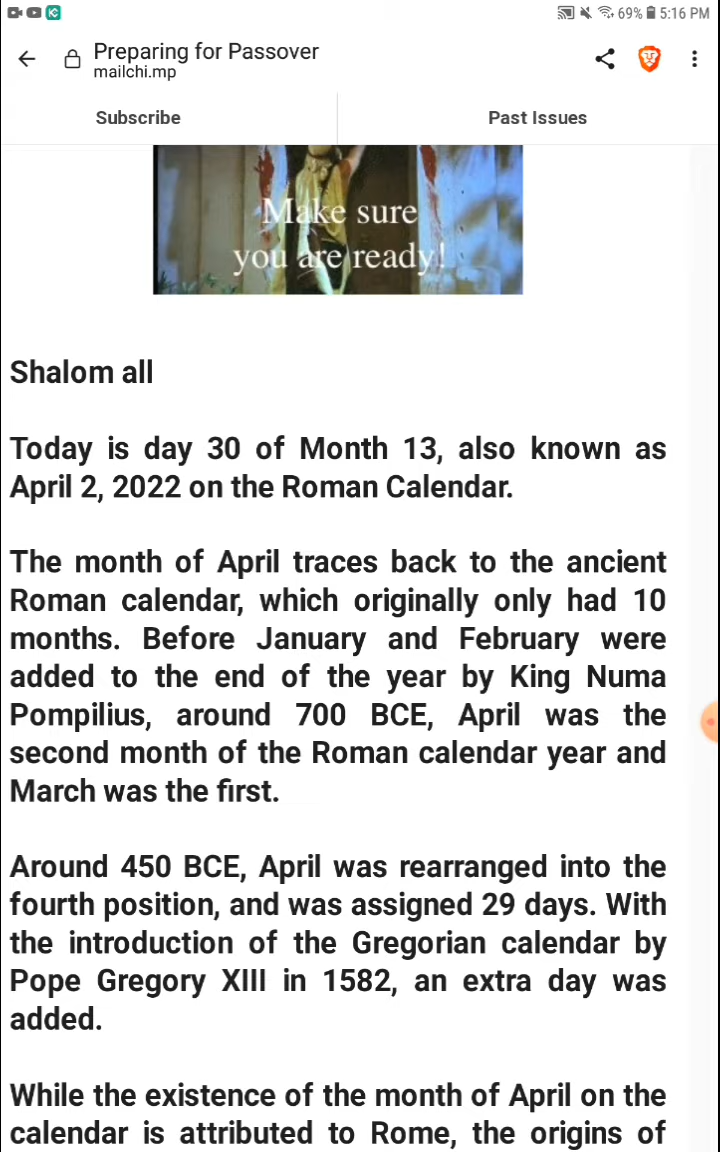 69% 5:16 PM
Preparing for Passover
mailchi.mp
Subscribe
Past Issues
Make sure
you are ready!
Shalom all
Today is day 30 of Month 13, also known as
April 2, 2022 on the Roman Calendar.
The month of April traces back to the ancient
Roman calendar, which originally only had 10
months. Before January and February were
added to the end of the year by King Numa
Pompilius, around 700 BCE, April was the
second month of the Roman calendar year and
March was the first.
Around 450 BCE, April was rearranged into the
fourth position, and was assigned 29 days. With
the introduction of the Gregorian calendar by
Pope Gregory XIII in 1582, an extra day was
added.
While the existence of the month of April on the
calendar is attributed to Rome, the origins of